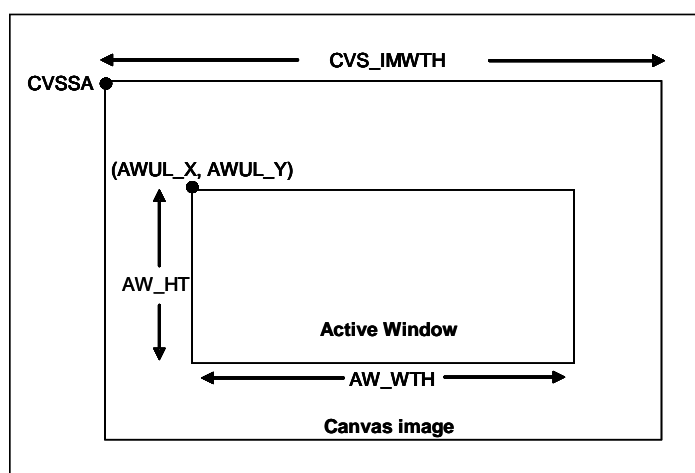 CVS_IMWTH
CVSSA
(AWUL_X, AWUL_Y)
AW_HT
Active Window
AW_WTH
Canvas image